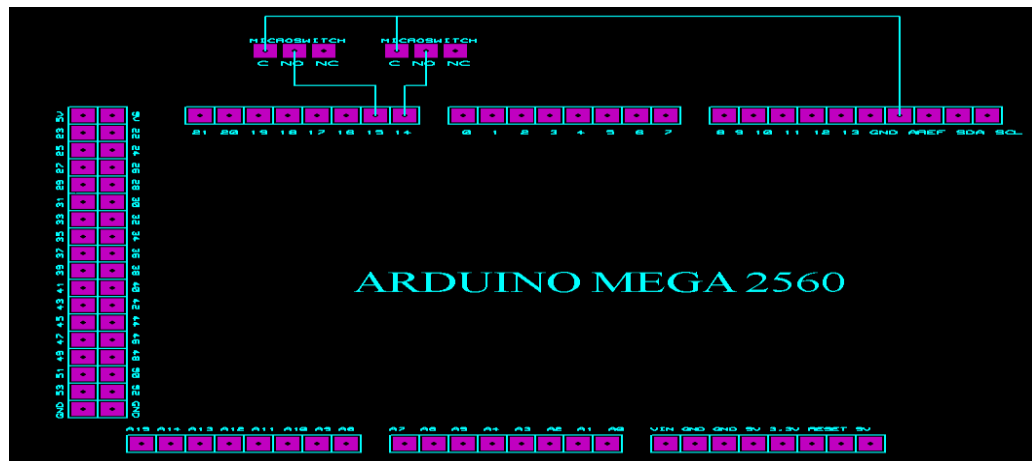 MICROSWITCH MICROSWITCH
C NO NC C NO NC
21 20 19 18 17 16 15 14 0 1 2 3 4 5 6 7 8 9 10 11 12 13 GND AREF SDA SCL
5V 5V
23 22
25 24
27 26
29 28
31 30
33 32
35 34
37 36
39 38
41 40
43 42
45 44
47 46
49 48
51 50
53 52
GND GND
ARDUINO MEGA 2560
A15 A14 A13 A12 A11 A10 A9 A8 A7 A6 A5 A4 A3 A2 A1 A0 VIN GND GND 5V 3.3V RESET 5V